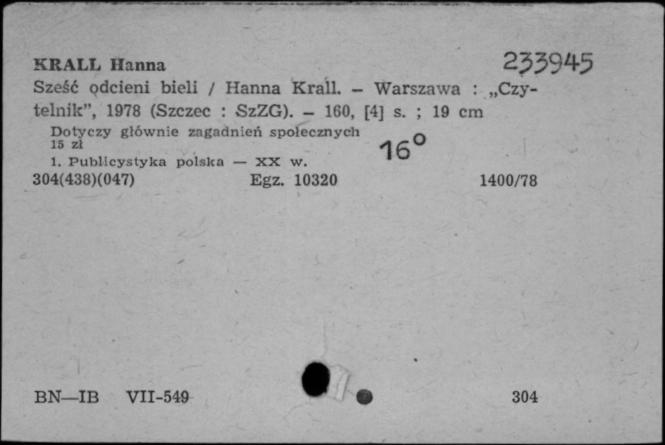 KRALL Hanna 233945
Sześć odcieni bieli / Hanna Krall. – Warszawa : „Czy-
telnik”, 1978 (Szczec : SzZG). – 160, [4] s. ; 19 cm
Dotyczy głównie zagadnień społecznych
15 zł
16°
1. Publicystyka polska — XX w.
304(438)(047) Egz. 10320 1400/78
BN—IB VII-549 304